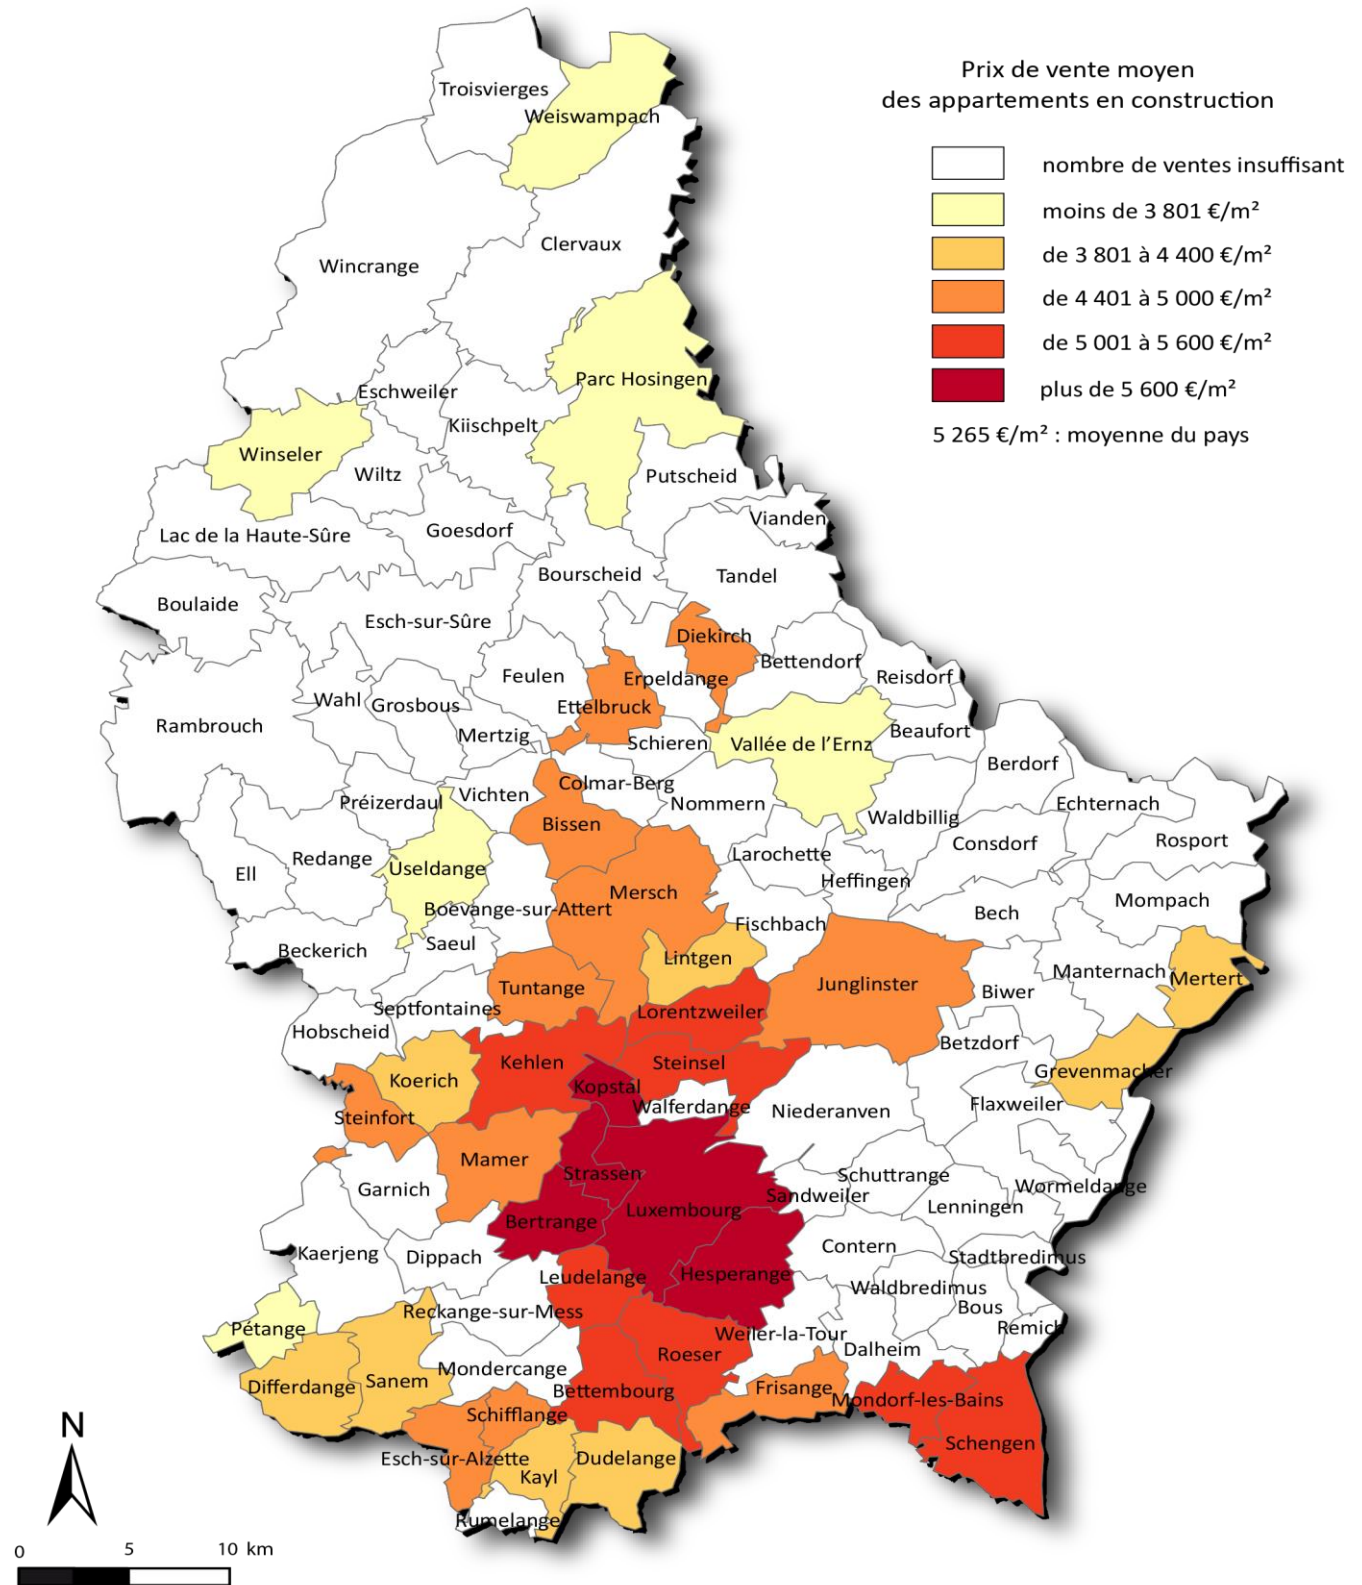 Prix de vente moyen
des appartements en construction
nombre de ventes insuffisant
moins de 3 801 €/m²
de 3 801 à 4 400 €/m²
de 4 401 à 5 000 €/m²
de 5 001 à 5 600 €/m²
plus de 5 600 €/m²
5 265 €/m² : moyenne du pays
Troisvierges
Weiswampach
Clervaux
Wincrange
Parc Hosingen
Eschweiler
Kiischpelt
Winseler
Wiltz
Putscheid
Vianden
Goesdorf
Lac de la Haute-Sûre
Bourscheid
Tandel
Boulaide
Esch-sur-Sûre
Diekirch
Bettendorf
Feulen
Erpeldange
Reisdorf
Wahl
Grosbous
Ettelbruck
Rambrouch
Mertzig
Schieren
Vallée de l'Ernz
Beaufort
Berdorf
Colmar-Berg
Vichten
Préizerdaul
Nommern
Echternach
Waldbillig
Bissen
Consdorf
Rosport
Larochette
Redange
Useldange
Ell
Heffingen
Mersch
Mompach
Boevange-sur-Attert
Bech
Fischbach
Saeul
Beckerich
Lintgen
Manternach
Mertert
Junglinster
Tuntange
Biwer
Septfontaines
Lorentzweiler
Hobscheid
Betzdorf
Kehlen
Steinsel
Grevenmacher
Koerich
Kopstal
Walferdange
Niederanven
Flaxweiler
Steinfort
Mamer
Strassen
Schuttrange
Wormeldange
Garnich
Sandweiler
Lenningen
Luxembourg
Bertrange
Contern
Kaerjeng
Dippach
Stadtbredimus
Hesperange
Leudelange
Waldbredimus
Bous
Reckange-sur-Mess
Remich
Pétange
Weiler-la-Tour
Dalheim
Roeser
Mondercange
Sanem
Differdange
Bettembourg
Frisange
Mondorf-les-Bains
Schifflange
Schengen
Esch-sur-Alzette
Dudelange
Kayl
Rumelange
N
0 5 10 km